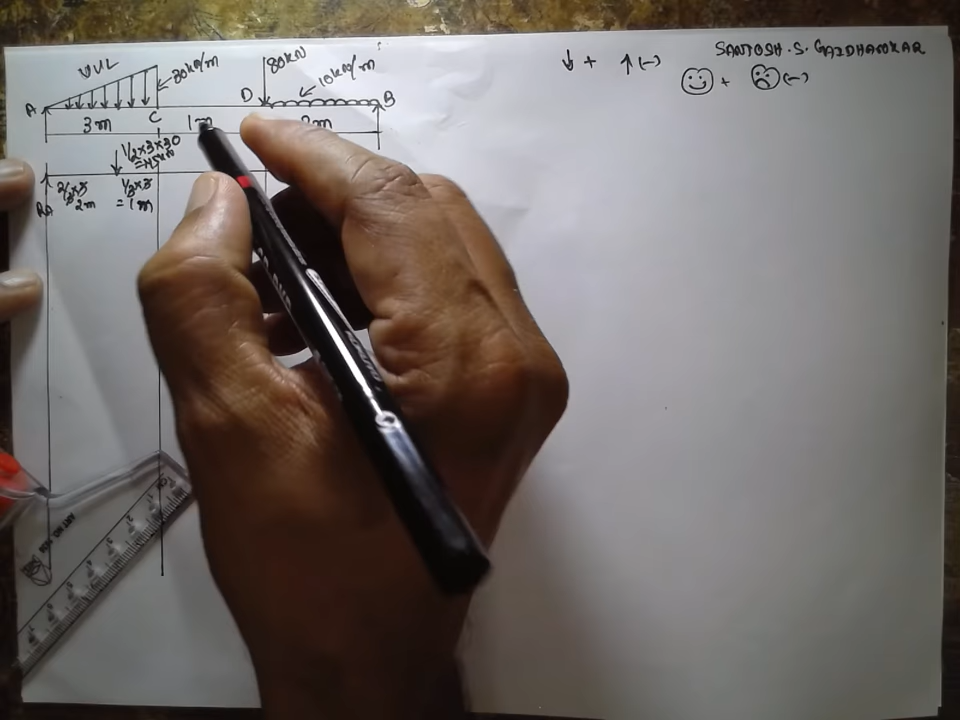 SANTOSH. S. GAIDHANKAR
↓ + ↑ (-)
+ (-)
UVL
30kN/m
80kN
10kN/m
A
C
D
B
3m
1m
2m
1/2×3×30
=45kN
2/3×3
2m
1/3×3
= 1m
RA